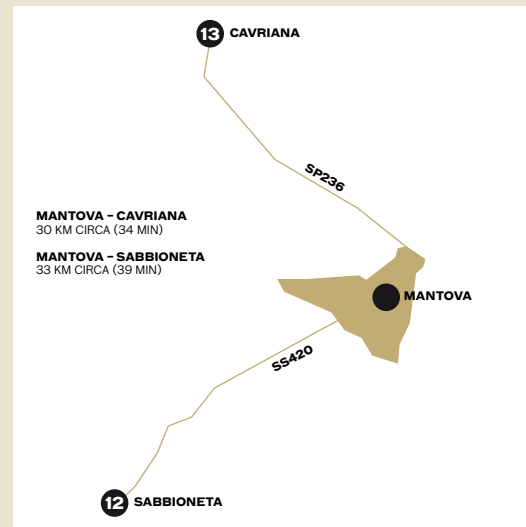 13 CAVRIANA
SP236
MANTOVA – CAVRIANA
30 KM CIRCA (34 MIN)
MANTOVA – SABBIONETA
33 KM CIRCA (39 MIN)
MANTOVA
SS420
12 SABBIONETA